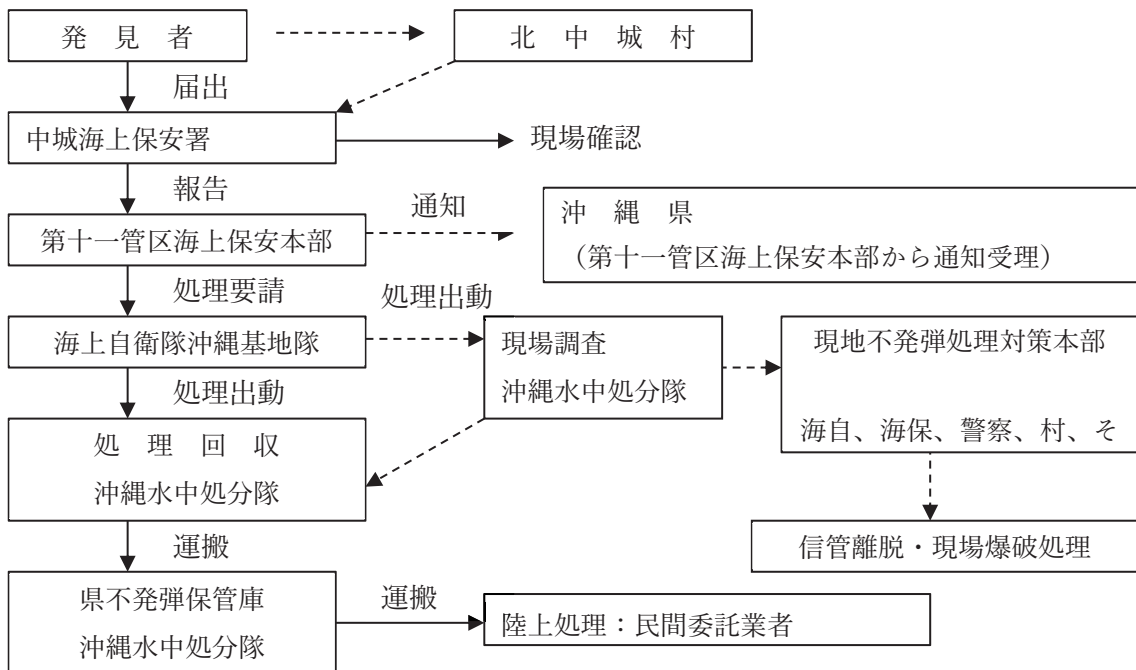 発 見 者
北 中 城 村
届出
中城海上保安署
現場確認
報告
通知
第十一管区海上保安本部
沖 縄 県
(第十一管区海上保安本部から通知受理)
処理要請
処理出動
海上自衛隊沖縄基地隊
現場調査
沖縄水中処分隊
現地不発弾処理対策本部
海自、海保、警察、村、そ
処理出動
処 理 回 収
沖縄水中処分隊
信管離脱・現場爆破処理
運搬
県不発弾保管庫
沖縄水中処分隊
運搬
陸上処理：民間委託業者